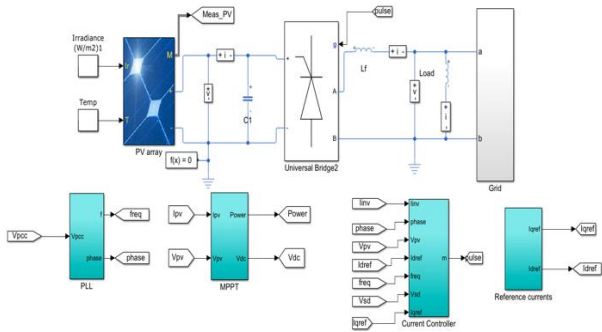 Meas_PV
pulse
Irradiance
(W/m2)1
Ir
M
+ i -
g
Lf
+ i -
a
Temp
T
+
-
+ v -
C1
+
-
A
B
+ v -
Load
+ i -
b
PV array
f(x) = 0
Universal Bridge2
Grid
Vpcc
Vpcc
f
freq
phase
phase
PLL
Ipv
Ipv
Power
Power
Vpv
Vpv
Vdc
Vdc
MPPT
Iinv
Iinv
phase
phase
Vpv
Vpv
Idref
Idref
freq
freq
Vsd
Vsd
Iqref
Iqref
m
pulse
Current Controller
Iqref
Iqref
Idref
Idref
Reference currents